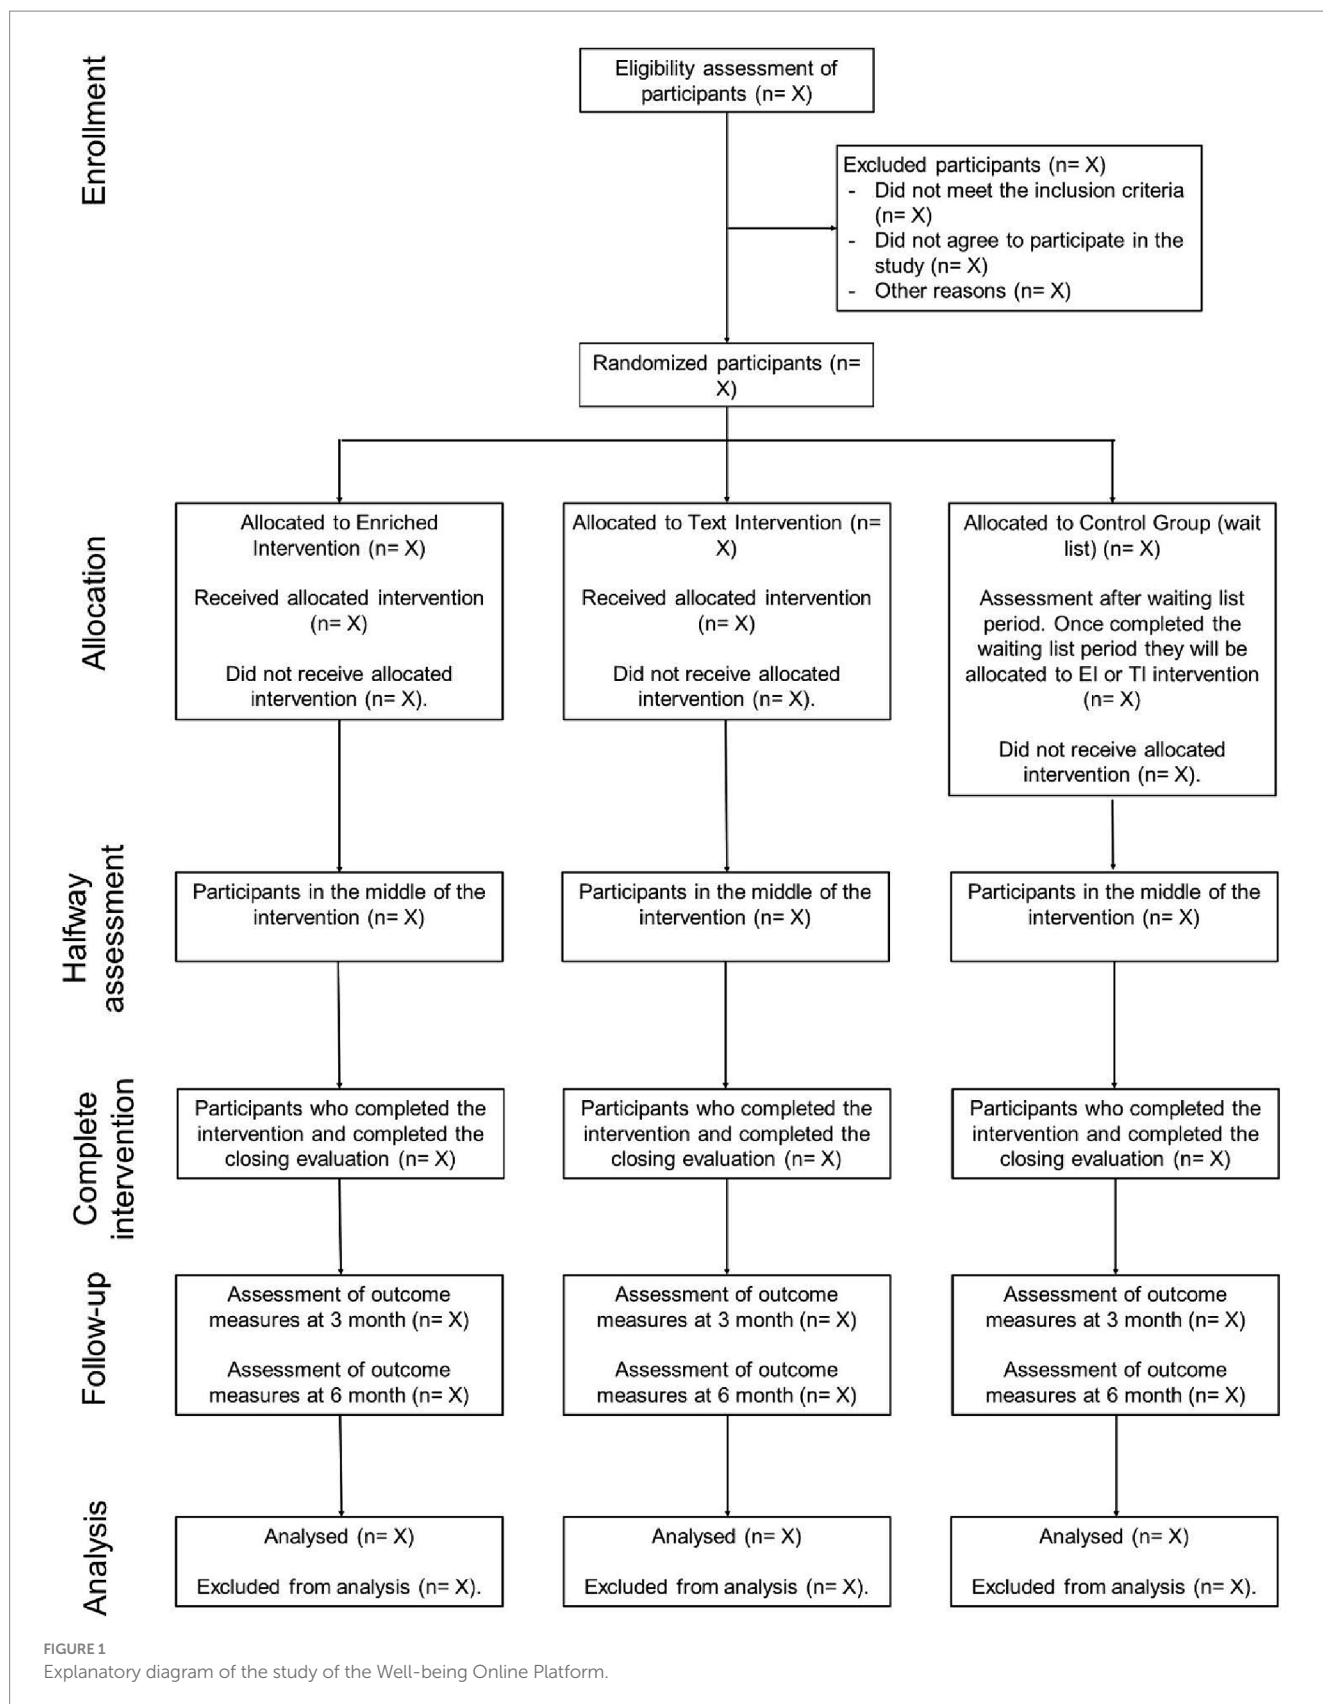 Enrollment
Eligibility assessment of
participants (n= X)
Excluded participants (n= X)
- Did not meet the inclusion criteria
(n= X)
- Did not agree to participate in the
study (n= X)
- Other reasons (n= X)
Randomized participants (n=
X)
Allocation
Allocated to Enriched
Intervention (n= X)
Received allocated intervention
(n= X)
Did not receive allocated
intervention (n= X).
Allocated to Text Intervention (n=
X)
Received allocated intervention
(n= X)
Did not receive allocated
intervention (n= X).
Allocated to Control Group (wait
list) (n= X)
Assessment after waiting list
period. Once completed the
waiting list period they will be
allocated to EI or TI intervention
(n= X)
Did not receive allocated
intervention (n= X).
Halfway
assessment
Participants in the middle of the
intervention (n= X)
Participants in the middle of the
intervention (n= X)
Participants in the middle of the
intervention (n= X)
Complete
intervention
Participants who completed the
intervention and completed the
closing evaluation (n= X)
Participants who completed the
intervention and completed the
closing evaluation (n= X)
Participants who completed the
intervention and completed the
closing evaluation (n= X)
Follow-up
Assessment of outcome
measures at 3 month (n= X)
Assessment of outcome
measures at 6 month (n= X)
Assessment of outcome
measures at 3 month (n= X)
Assessment of outcome
measures at 6 month (n= X)
Assessment of outcome
measures at 3 month (n= X)
Assessment of outcome
measures at 6 month (n= X)
Analysis
Analysed (n= X)
Excluded from analysis (n= X).
Analysed (n= X)
Excluded from analysis (n= X).
Analysed (n= X)
Excluded from analysis (n= X).
FIGURE 1
Explanatory diagram of the study of the Well-being Online Platform.